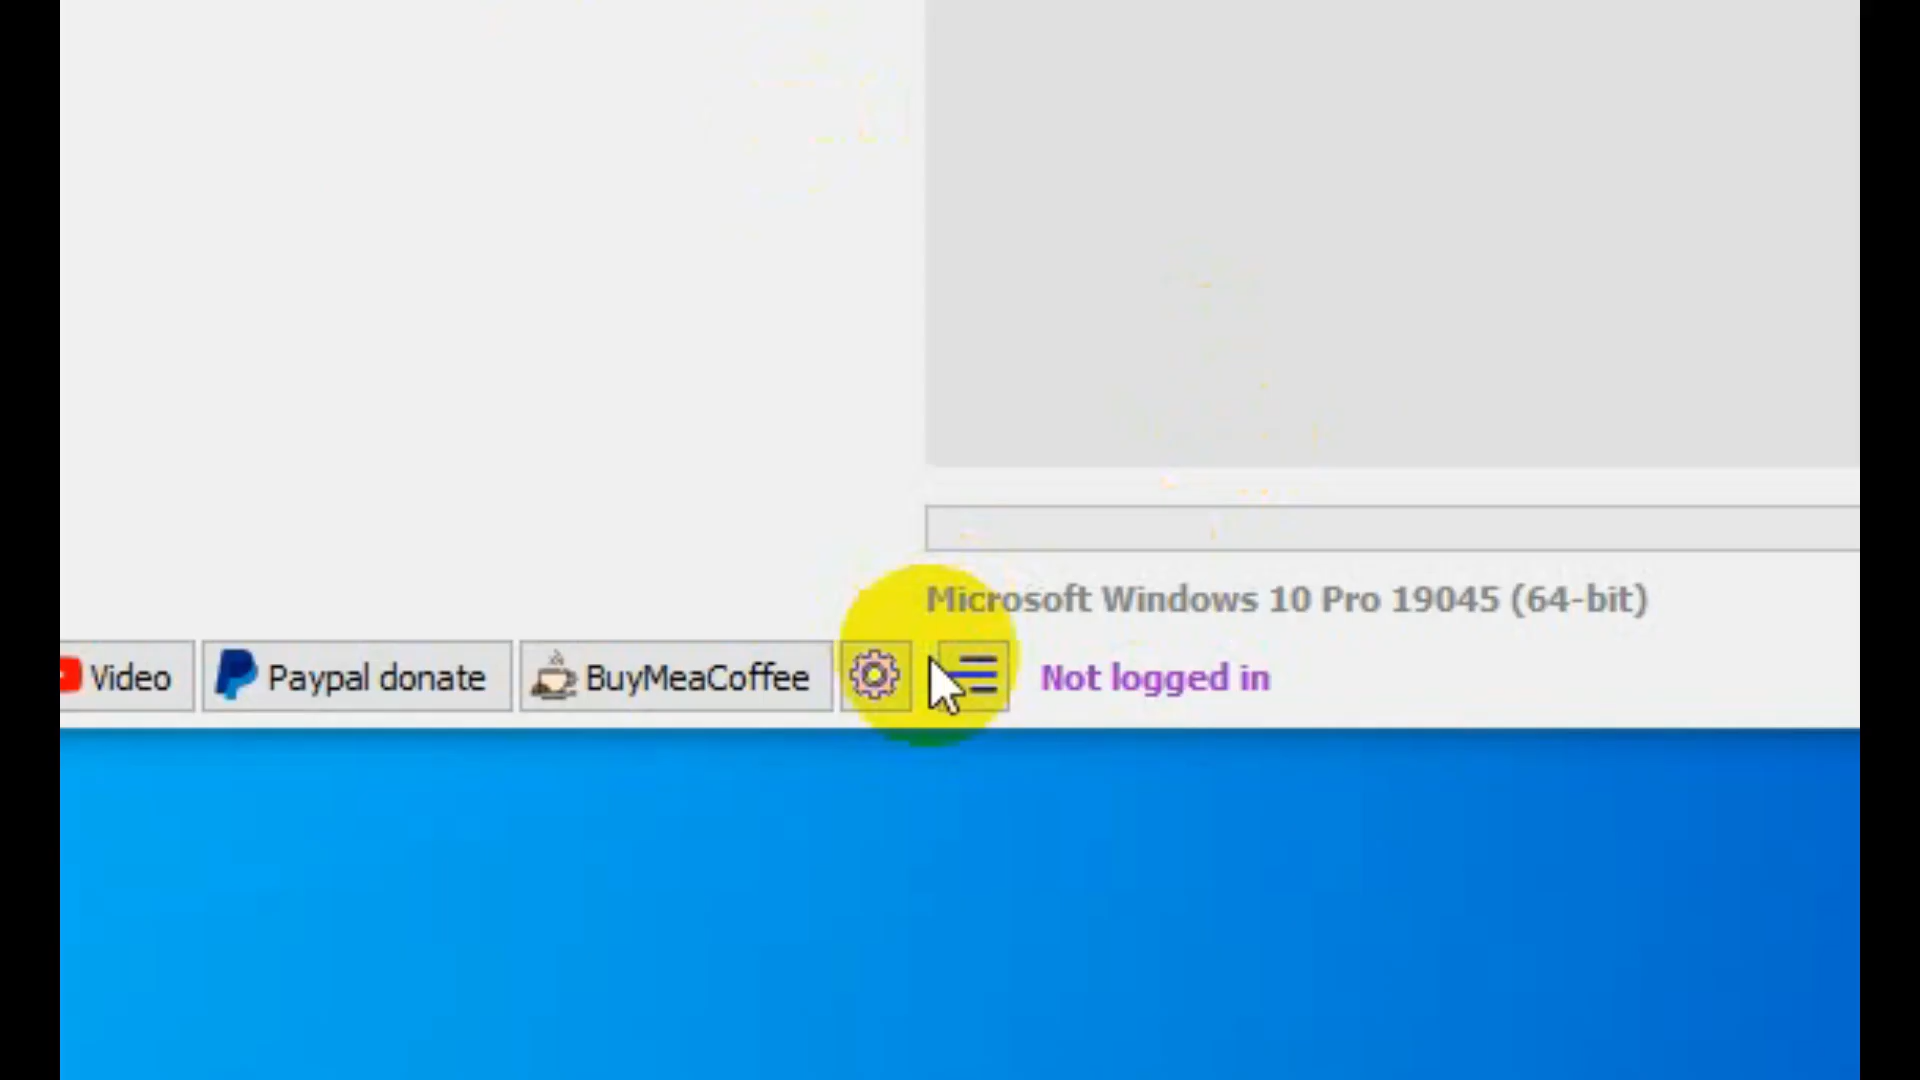 Microsoft Windows 10 Pro 19045 (64-bit)
Video Paypal donate BuyMeaCoffee Not logged in